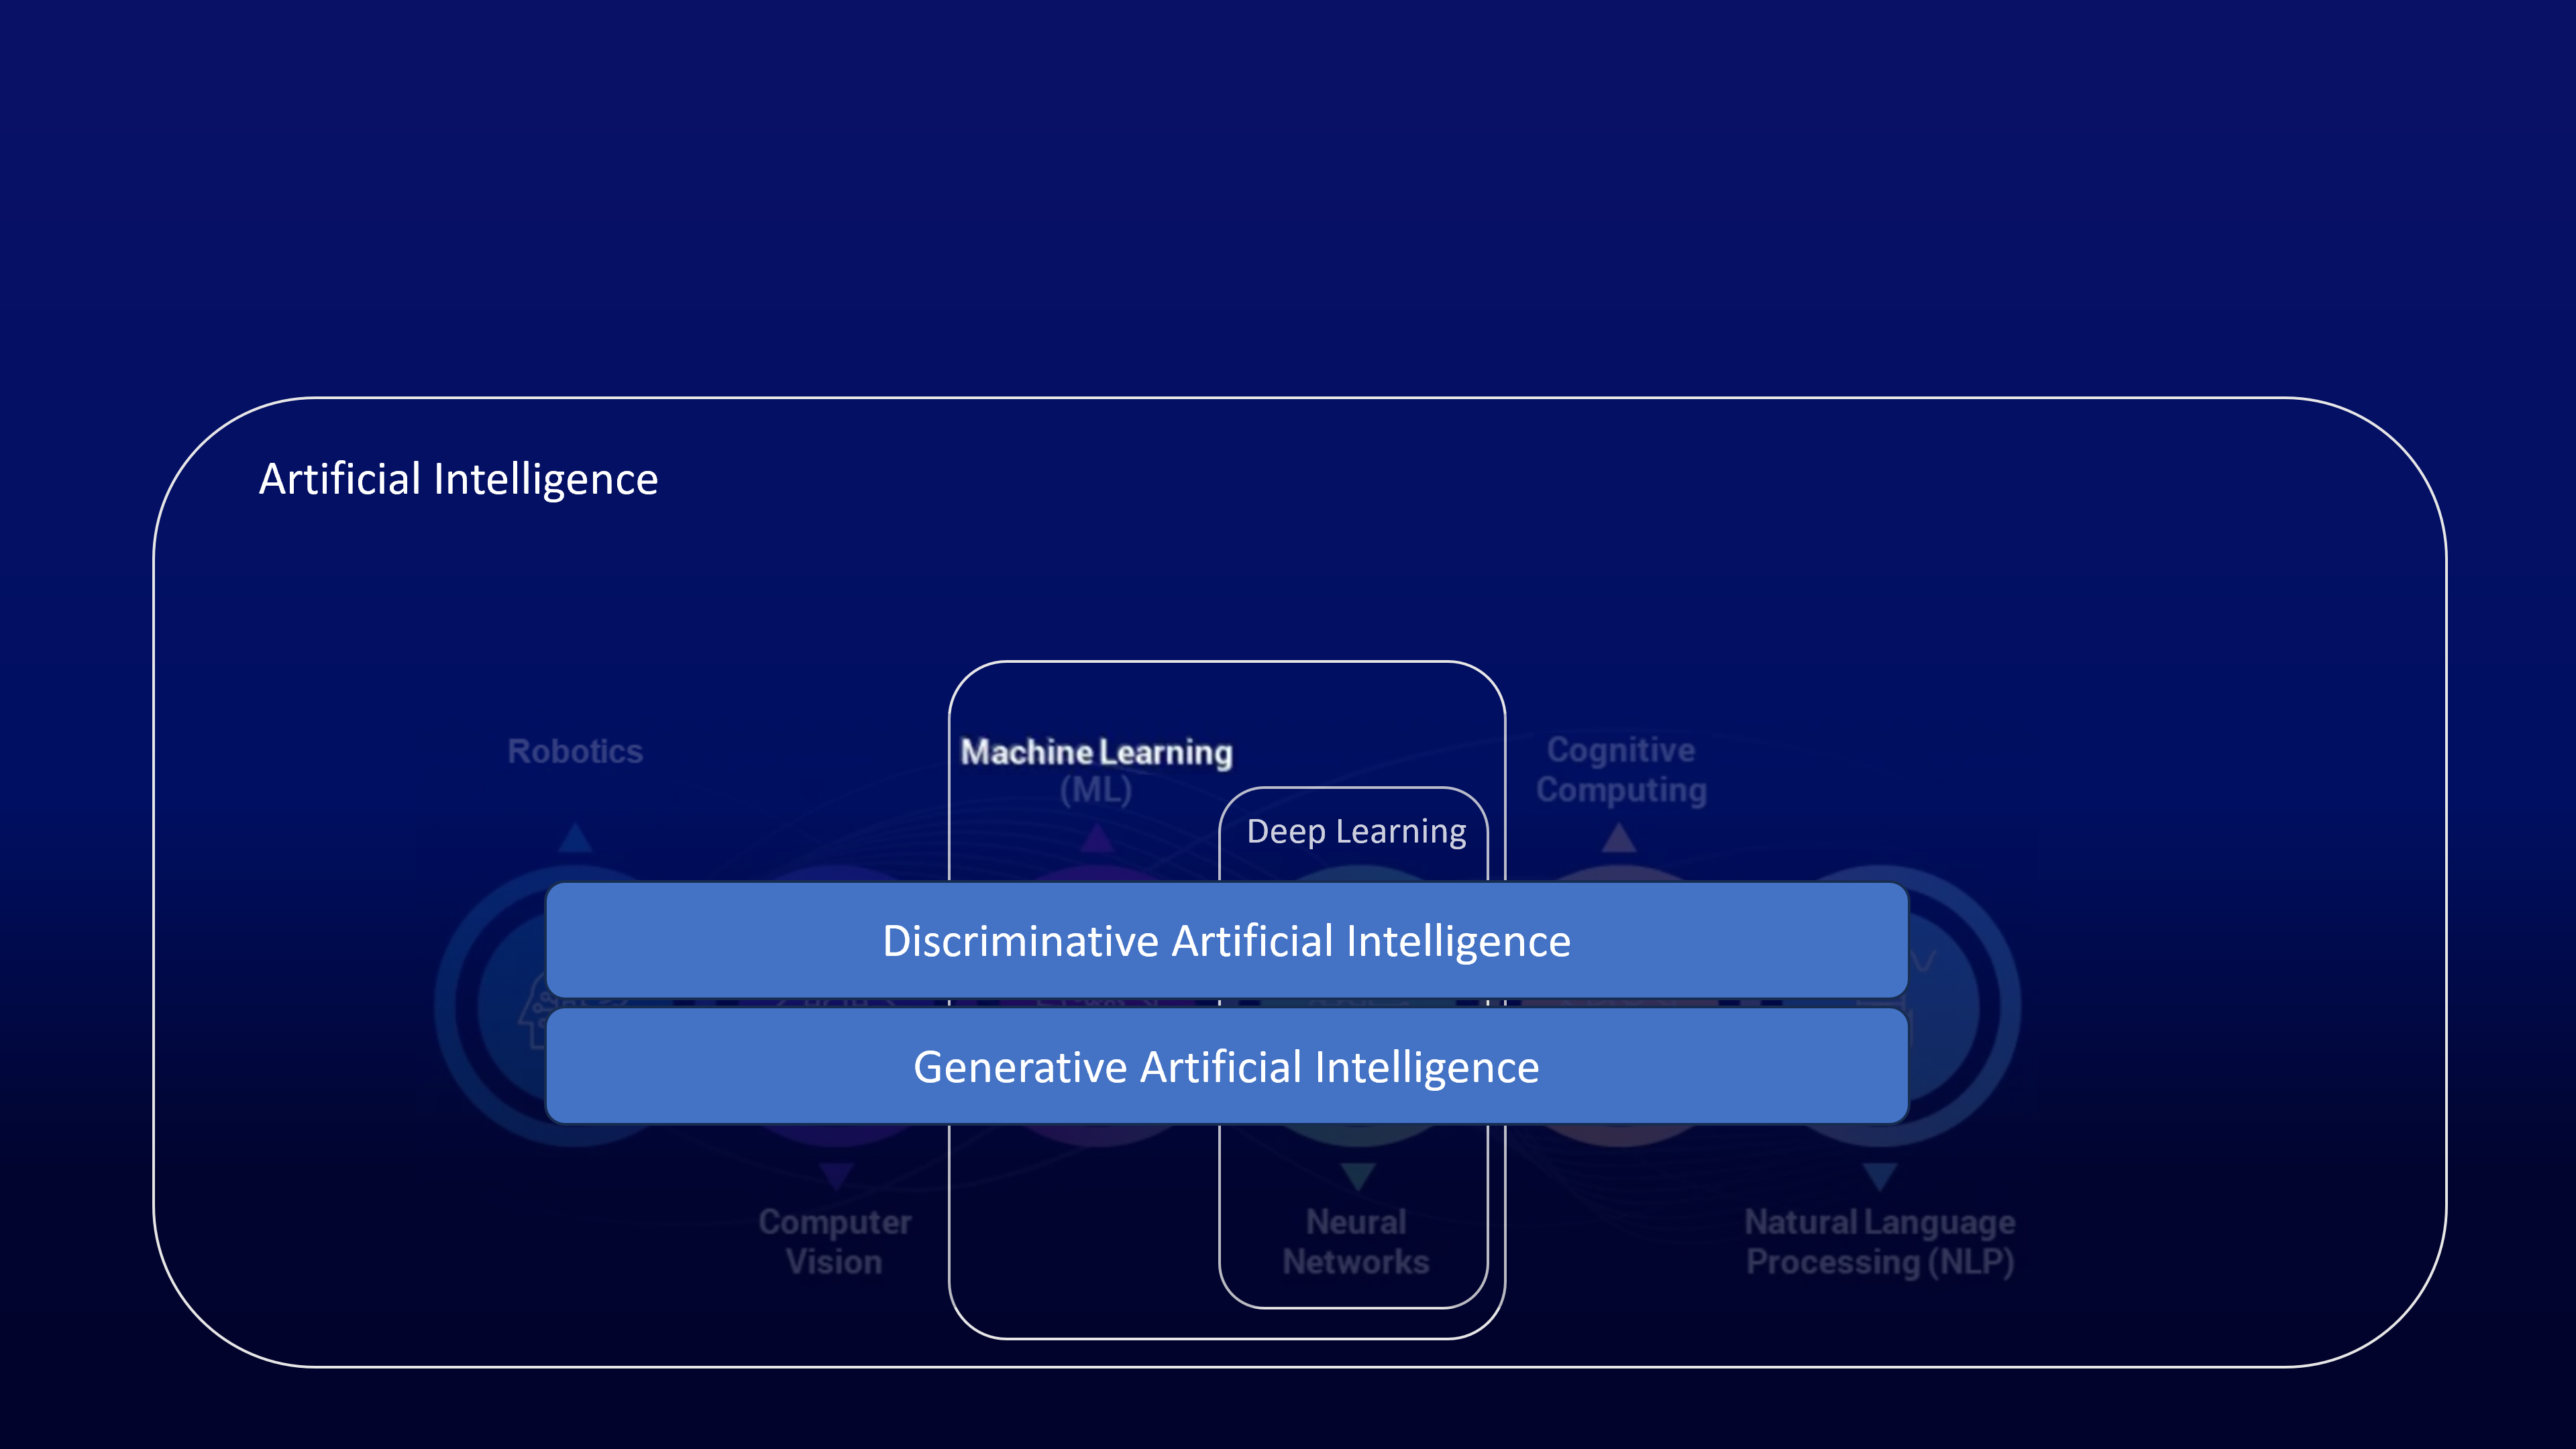 Artificial Intelligence
Robotics
Machine Learning
(ML)
Cognitive
Computing
Deep Learning
Discriminative Artificial Intelligence
Generative Artificial Intelligence
Computer
Vision
Neural
Networks
Natural Language
Processing (NLP)